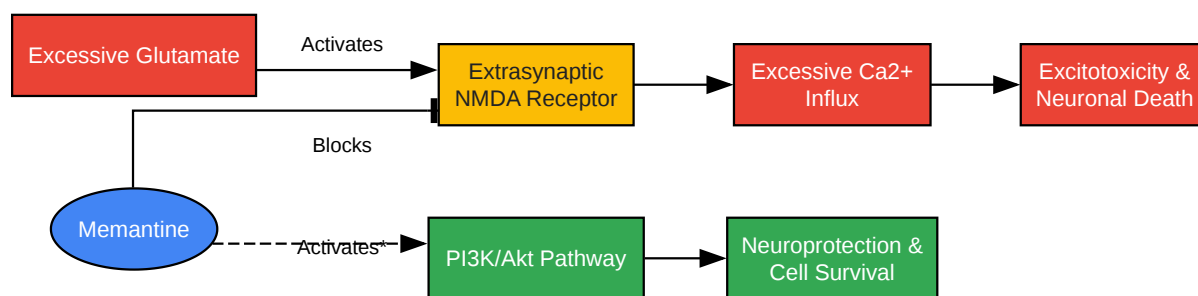 Excessive Glutamate
Activates
Extrasynaptic
NMDA Receptor
Excessive Ca2+
Influx
Excitotoxicity &
Neuronal Death
Blocks
Memantine
Activates*
PI3K/Akt Pathway
Neuroprotection &
Cell Survival